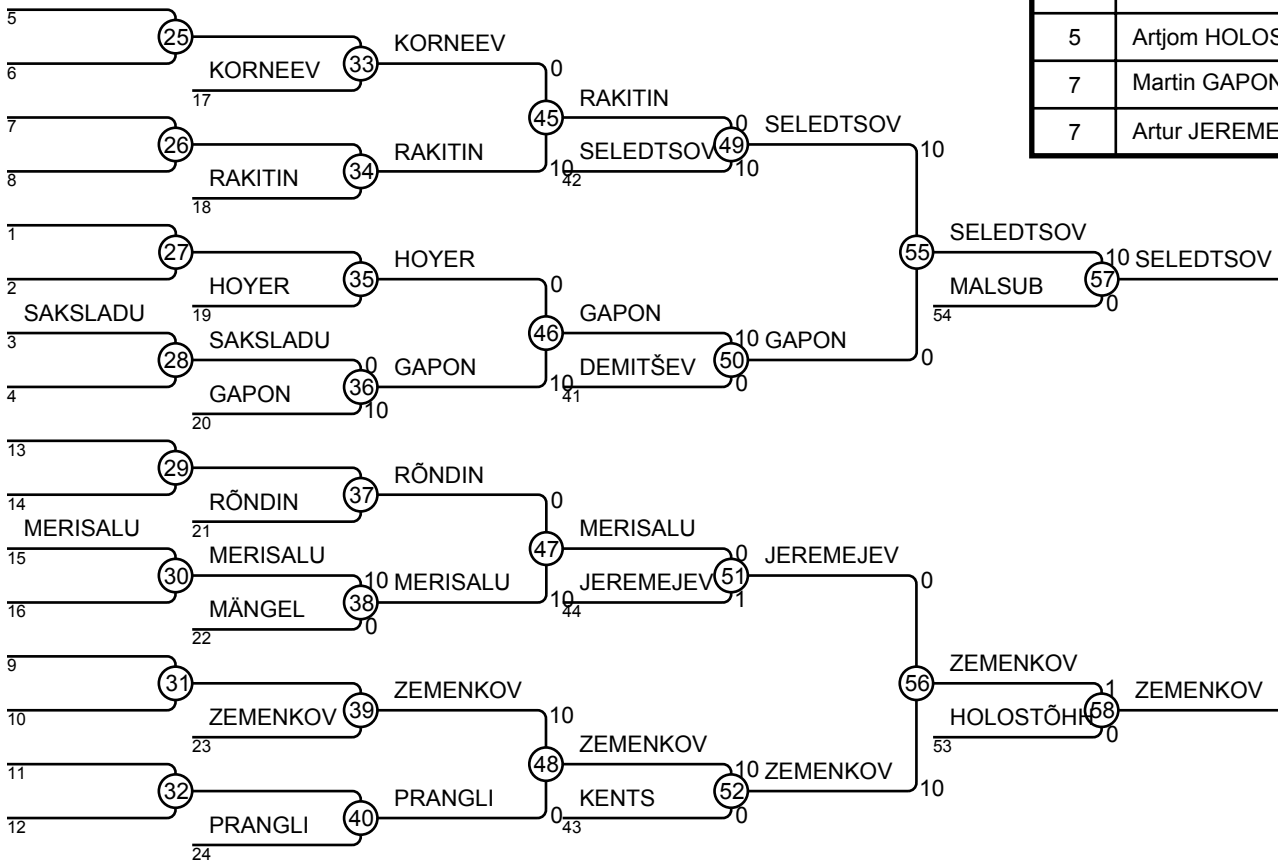 5 Artjom HOLOS
7 Martin GAPON
7 Artur JEREME
5
25
6
KORNEEV
17
33
KORNEEV
0
7
26
8
RAKITIN
18
34
RAKITIN
10
45
RAKITIN
0
SELEDTSOV
42
10
49
SELEDTSOV
10
1
27
2
HOYER
19
35
HOYER
0
SAKSLADU
3
28
4
SAKSLADU
0
GAPON
20
10
36
GAPON
10
46
GAPON
10
DEMITŠEV
41
0
50
GAPON
0
55
SELEDTSOV
10
MALSUB
54
0
57
SELEDTSOV
13
29
14
RÕNDIN
21
37
RÕNDIN
0
MERISALU
15
30
16
MERISALU
10
MÄNGEL
22
0
38
MERISALU
10
47
MERISALU
0
JEREMEJEV
44
1
51
JEREMEJEV
0
9
31
10
ZEMENKOV
23
39
ZEMENKOV
10
11
32
12
PRANGLI
24
40
PRANGLI
0
48
ZEMENKOV
10
KENTS
43
0
52
ZEMENKOV
10
56
ZEMENKOV
1
HOLOSTÕHH
53
0
58
ZEMENKOV